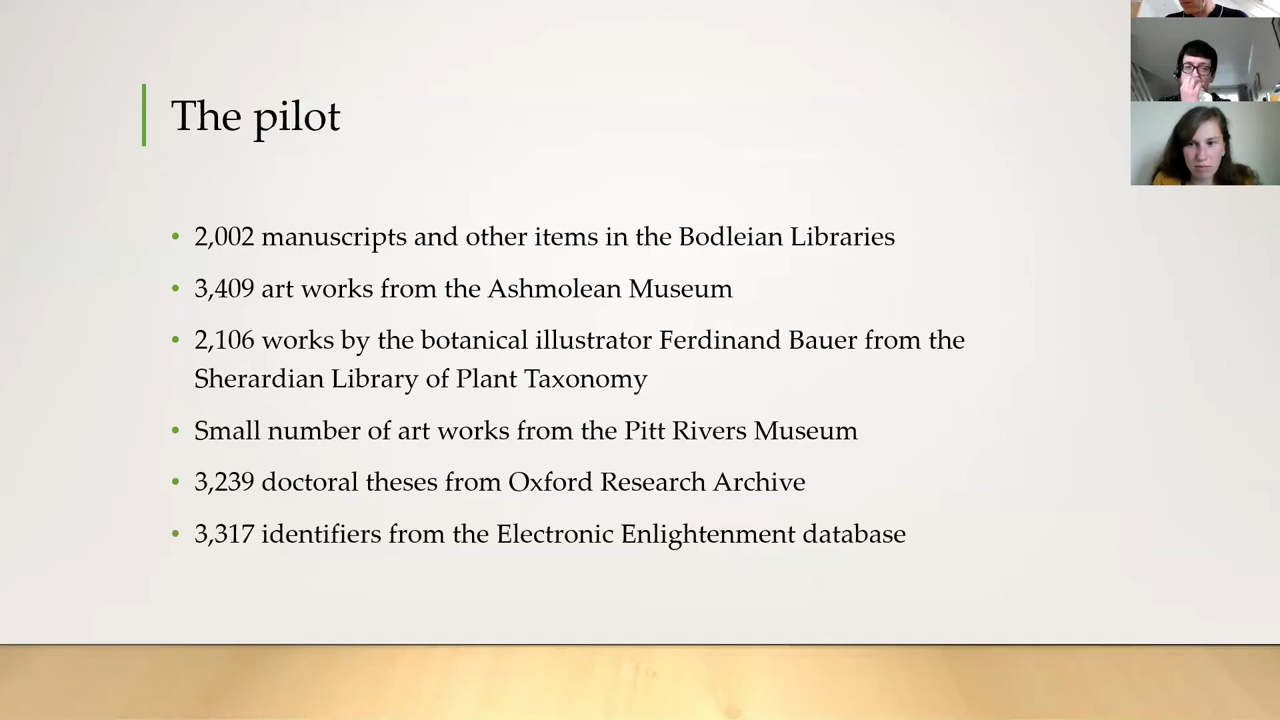 The pilot
• 2,002 manuscripts and other items in the Bodleian Libraries
• 3,409 art works from the Ashmolean Museum
• 2,106 works by the botanical illustrator Ferdinand Bauer from the
Sherardian Library of Plant Taxonomy
• Small number of art works from the Pitt Rivers Museum
• 3,239 doctoral theses from Oxford Research Archive
• 3,317 identifiers from the Electronic Enlightenment database